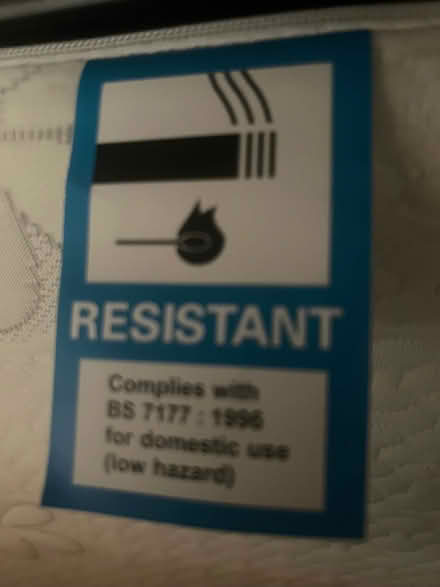 RESISTANT
Complies with
BS 7177 : 1996
for domestic use
(low hazard)